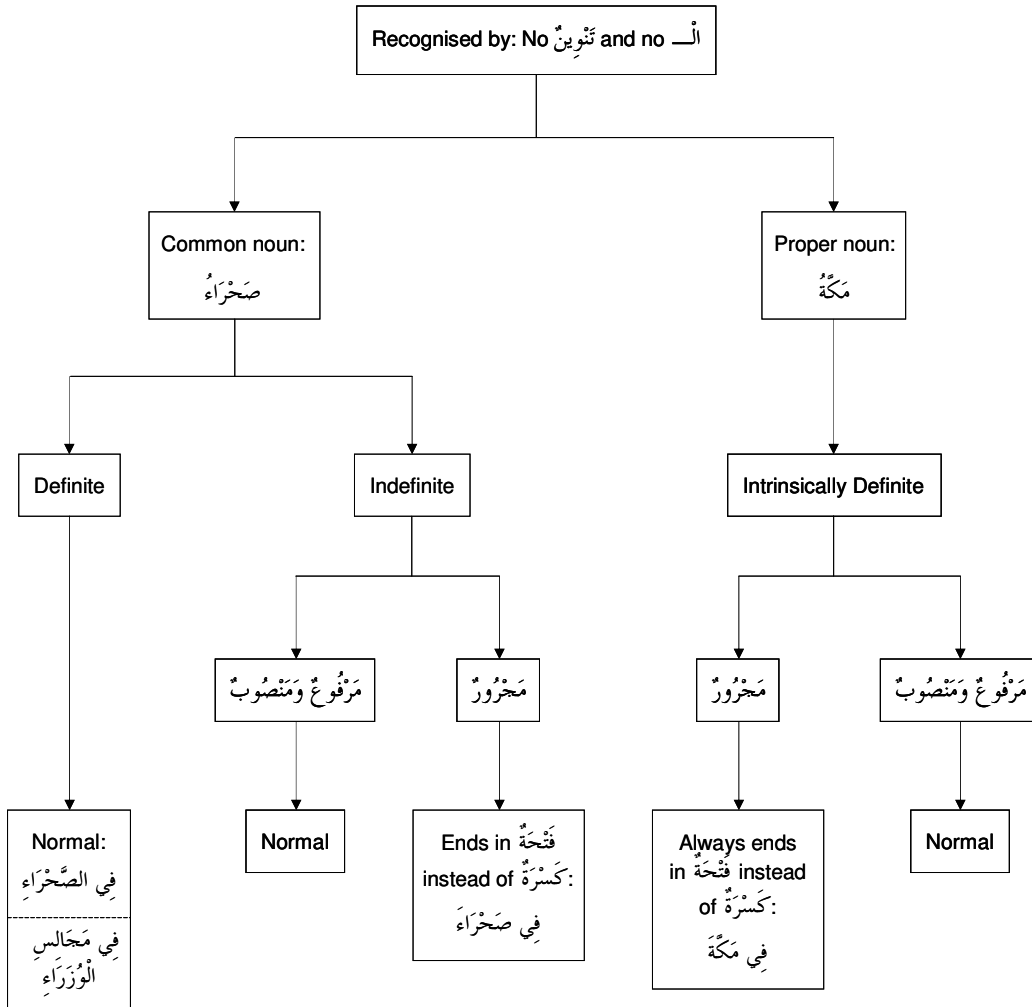 Recognised by: No تَنْوِينٌ and no الْـــ
Common noun:
صَحْرَاءُ
Proper noun:
مَكَّةُ
Definite
Indefinite
Intrinsically Definite
مَرْفُوعٌ وَمَنْصُوبٌ
مَجْرُورٌ
مَجْرُورٌ
مَرْفُوعٌ وَمَنْصُوبٌ
Normal:
فِي الصَّحْرَاءِ
فِي مَجَالِسِ
الْوُزَرَاءِ
Normal
Ends in فَتْحَةٌ
instead of كَسْرَةٌ:
فِي صَحْرَاءَ
Always ends
in فَتْحَةٌ instead
of كَسْرَةٌ:
فِي مَكَّةَ
Normal